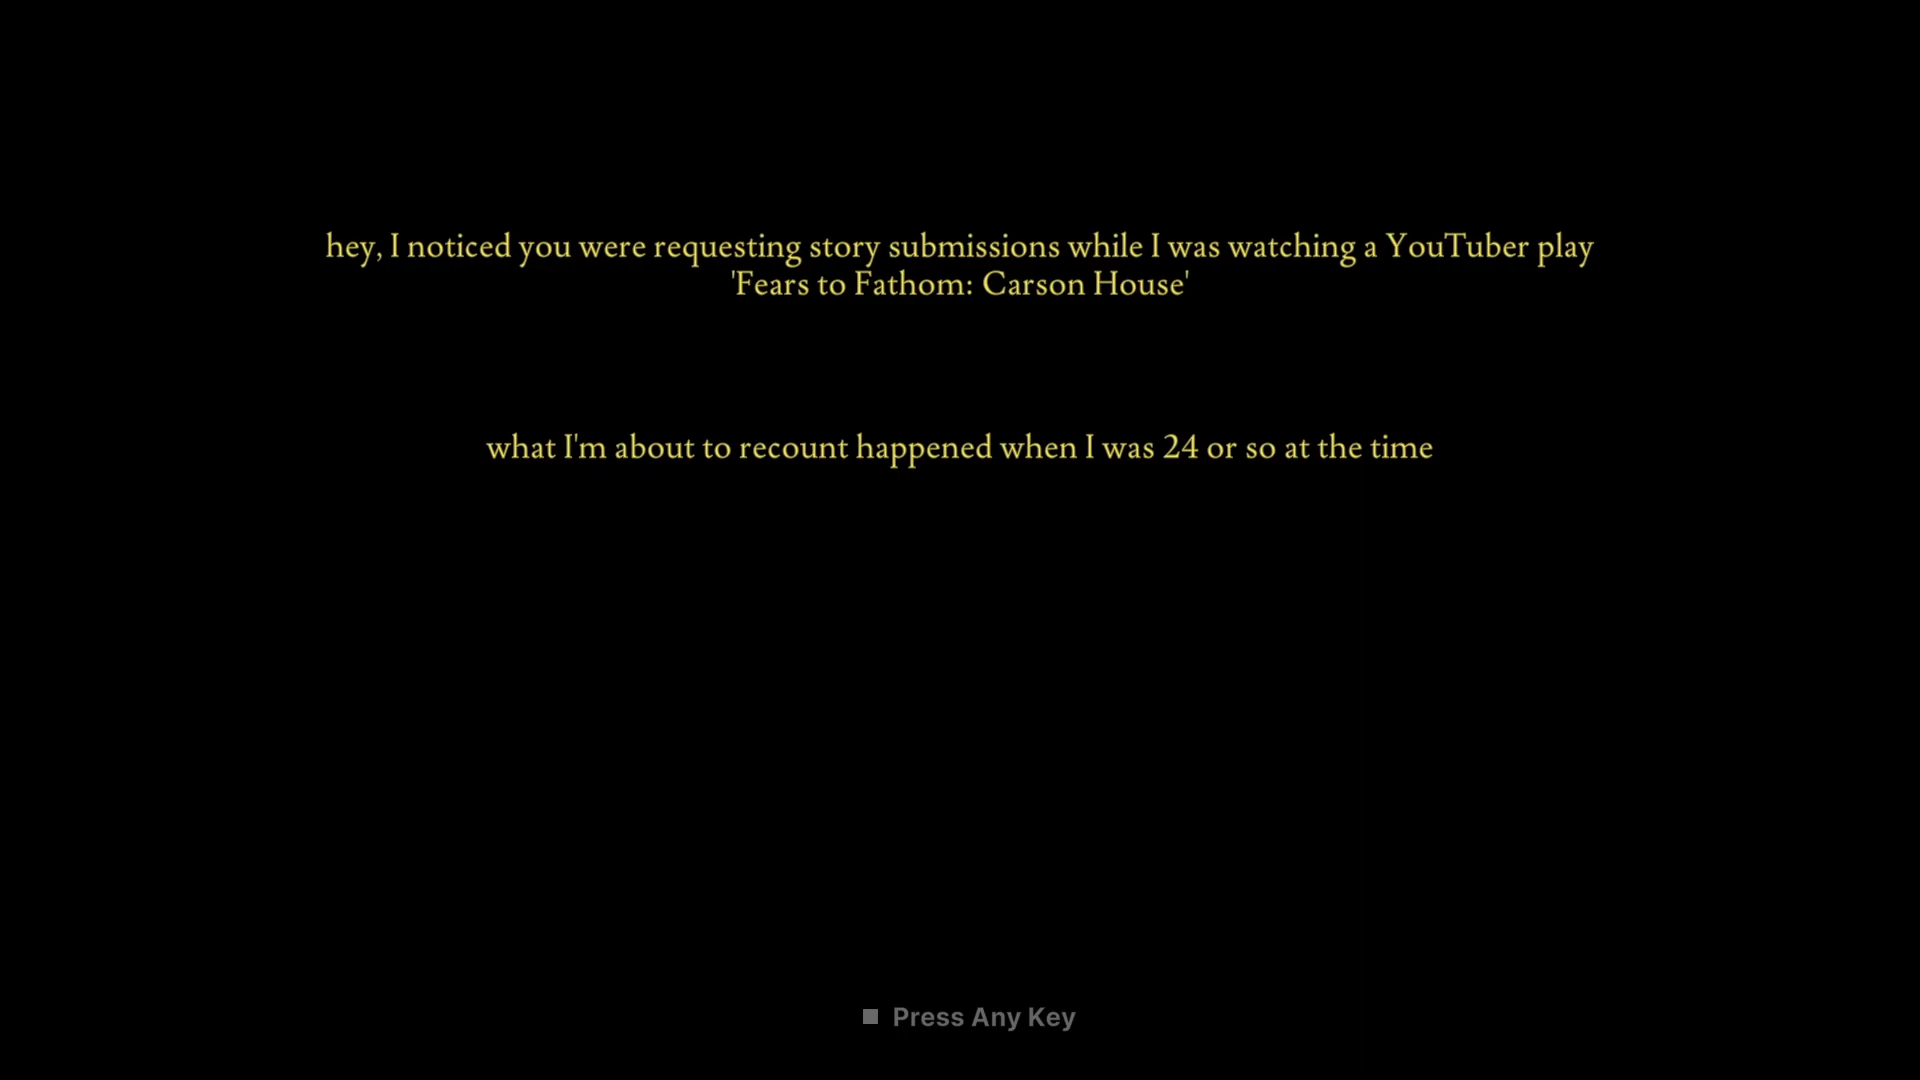 hey, I noticed you were requesting story submissions while I was watching a YouTuber play
'Fears to Fathom: Carson House'
what I'm about to recount happened when I was 24 or so at the time
Press Any Key